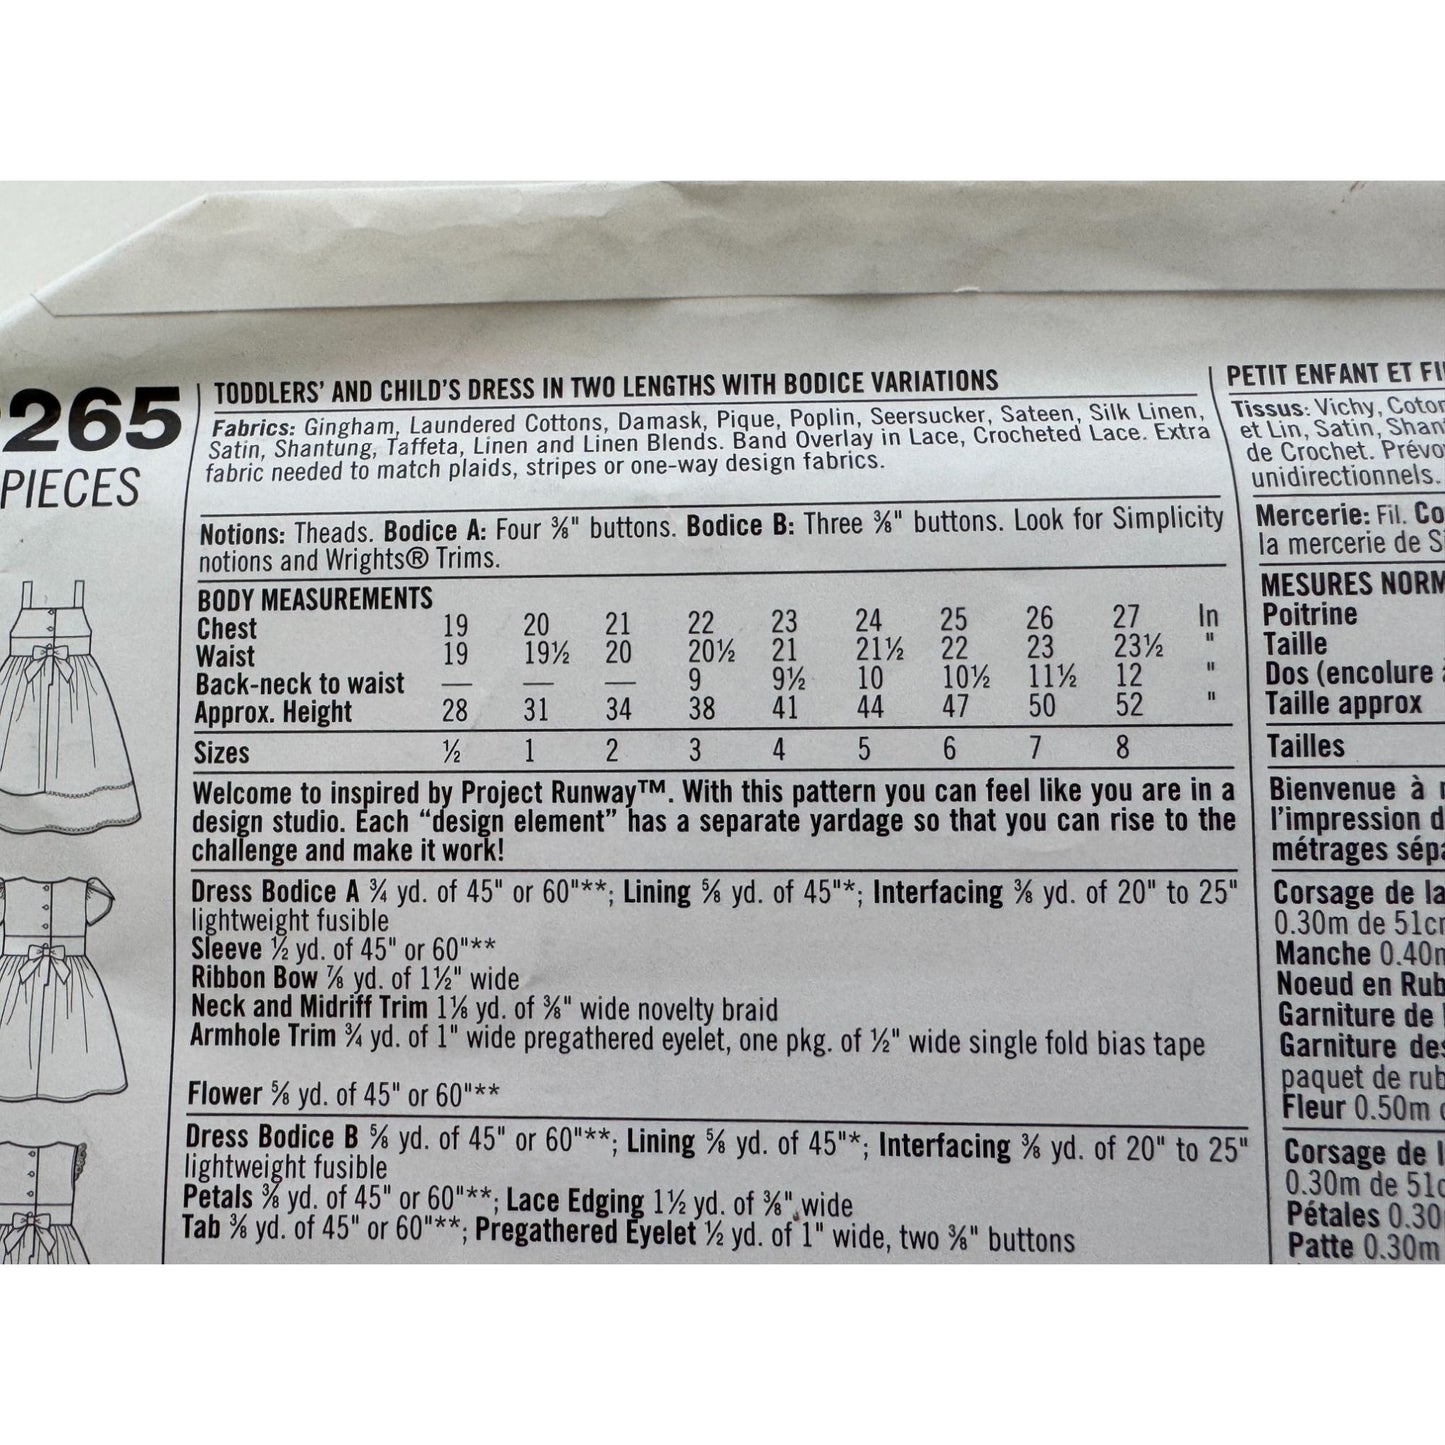 265
PIECES
TODDLERS' AND CHILD'S DRESS IN TWO LENGTHS WITH BODICE VARIATIONS
Fabrics: Gingham, Laundered Cottons, Damask, Pique, Poplin, Seersucker, Sateen, Silk Linen,
Satin, Shantung, Taffeta, Linen and Linen Blends. Band Overlay in Lace, Crocheted Lace. Extra
fabric needed to match plaids, stripes or one-way design fabrics.
Notions: Theads. Bodice A: Four ⅜" buttons. Bodice B: Three ⅜" buttons. Look for Simplicity
notions and Wrights® Trims.
BODY MEASUREMENTS
Chest 19 20 21 22 23 24 25 26 27 In
Waist 19 19½ 20 20½ 21 21½ 22 23 23½ "
Back-neck to waist — — — 9 9½ 10 10½ 11½ 12 "
Approx. Height 28 31 34 38 41 44 47 50 52 "
Sizes ½ 1 2 3 4 5 6 7 8
Welcome to inspired by Project Runway™. With this pattern you can feel like you are in a
design studio. Each “design element” has a separate yardage so that you can rise to the
challenge and make it work!
Dress Bodice A ¾ yd. of 45" or 60"**; Lining ⅝ yd. of 45"*; Interfacing ⅜ yd. of 20" to 25"
lightweight fusible
Sleeve ½ yd. of 45" or 60"**
Ribbon Bow ⅞ yd. of 1½" wide
Neck and Midriff Trim 1⅛ yd. of ⅜" wide novelty braid
Armhole Trim ¾ yd. of 1" wide pregathered eyelet, one pkg. of ½" wide single fold bias tape
Flower ⅝ yd. of 45" or 60"**
Dress Bodice B ⅝ yd. of 45" or 60"**; Lining ⅝ yd. of 45"*; Interfacing ⅜ yd. of 20" to 25"
lightweight fusible
Petals ⅜ yd. of 45" or 60"**; Lace Edging 1½ yd. of ⅜" wide
Tab ⅜ yd. of 45" or 60"**; Pregathered Eyelet ½ yd. of 1" wide, two ⅜" buttons
PETIT ENFANT ET FI
Tissus: Vichy, Coton
et Lin, Satin, Shan
de Crochet. Prévo
unidirectionnels.
Mercerie: Fil. Co
la mercerie de Si
MESURES NORM
Poitrine
Taille
Dos (encolure à
Taille approx
Tailles
Bienvenue à
l'impression d
métrages sépa
Corsage de la
0.30m de 51cm
Manche 0.40m
Noeud en Rub
Garniture de
Garniture des
paquet de rub
Fleur 0.50m
Corsage de l
0.30m de 51c
Pétales 0.30
Patte 0.30m